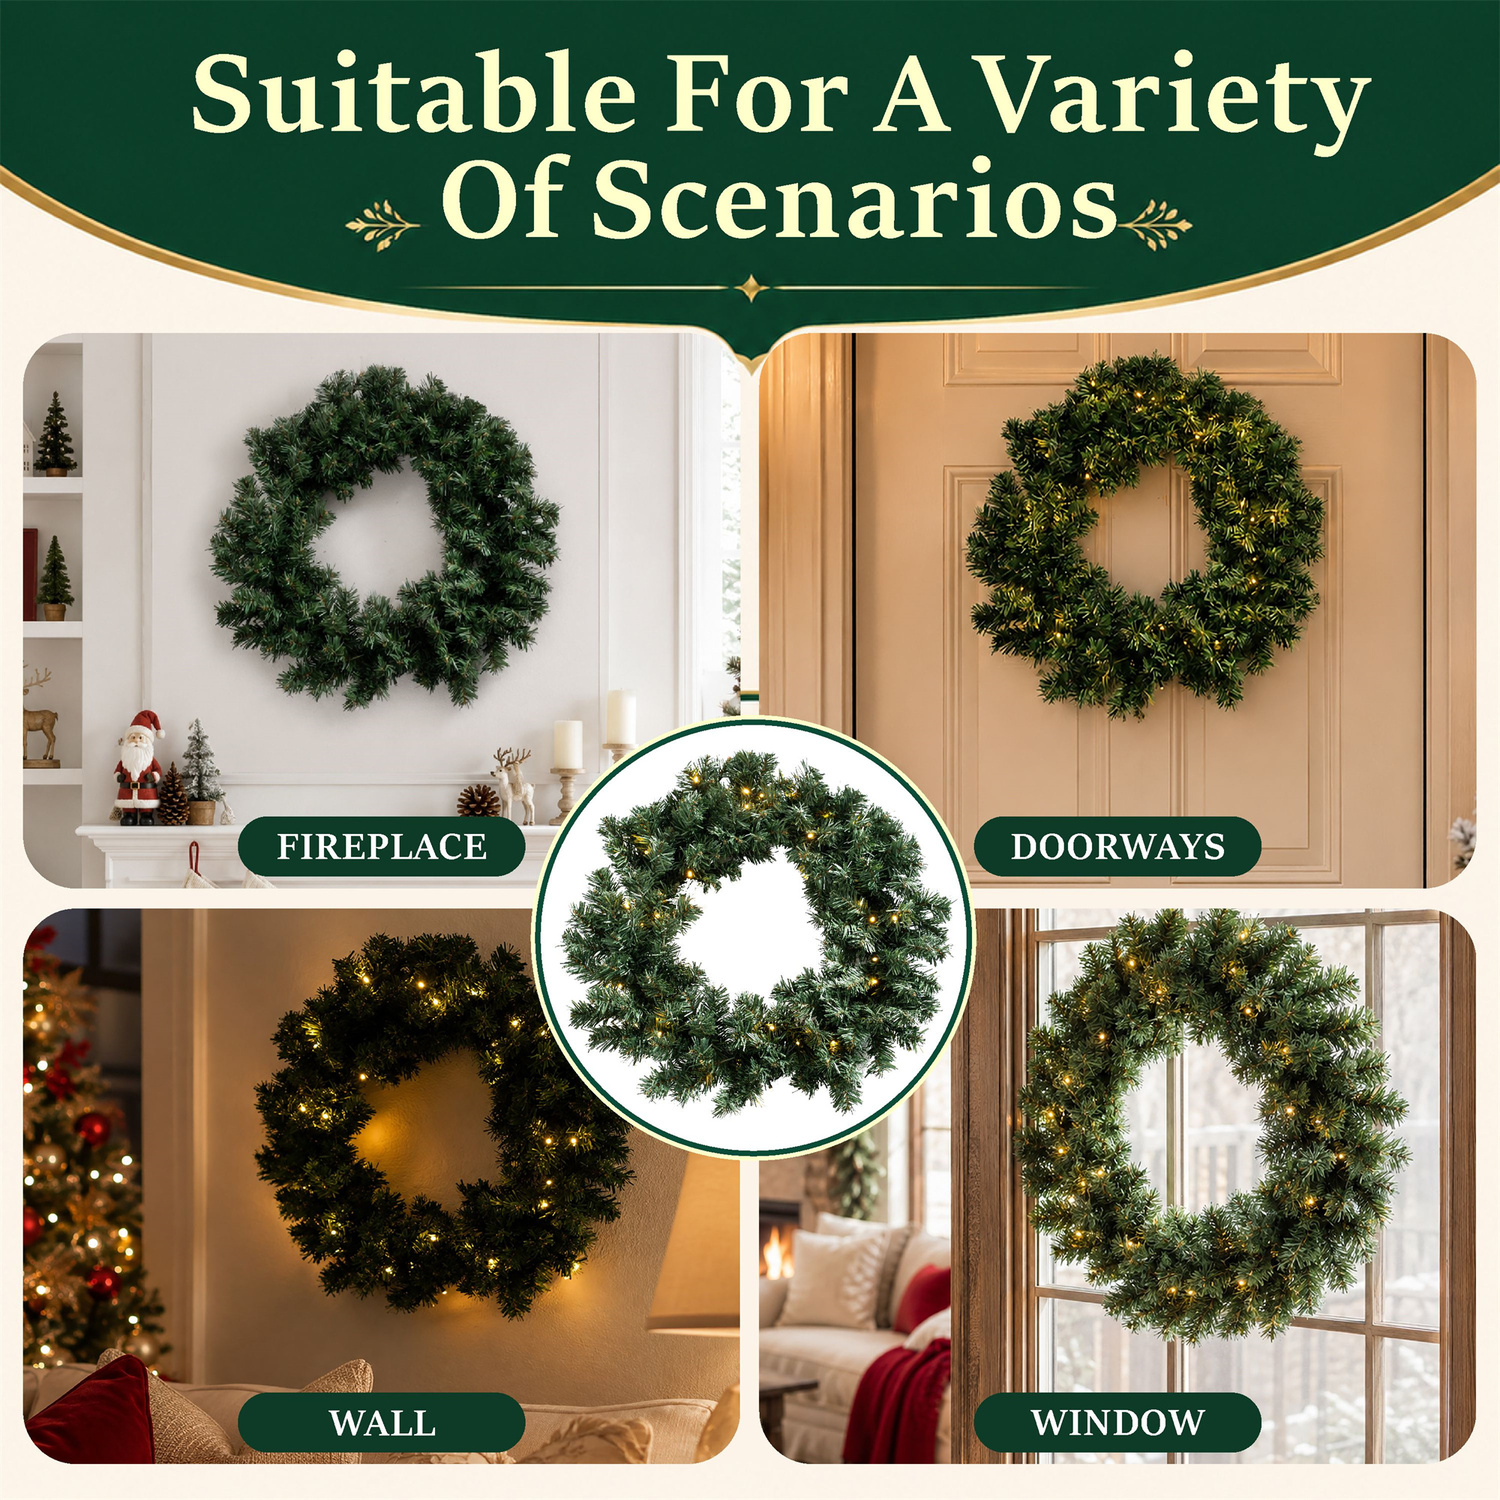 Suitable For A Variety
Of Scenarios
FIREPLACE
DOORWAYS
WALL
WINDOW